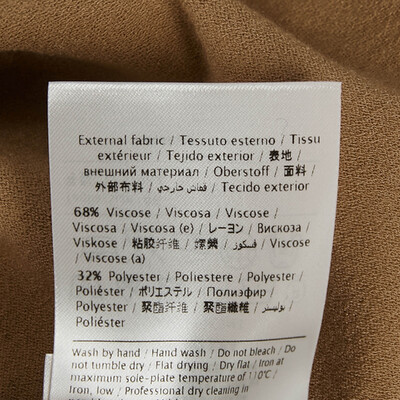 External fabric / Tessuto esterno / Tissu
extérieur / Tejido exterior / 表地 /
внешний материал / Oberstoff / 面料 /
外部布料 / قماش خارجي / Tecido exterior
68% Viscose / Viscosa / Viscose /
Viscosa / Viscosa (e) / レーヨン / Вискоза /
Viskose / 粘胶纤维 / 嫘縈 / فسكوز /
Viscose / Viscosa (a)
32% Polyester / Poliestere / Polyester /
Poliéster / ポリエステル / Полиэфир /
Polyester / 聚酯纤维 / 聚酯纖維 / بوليستر /
Poliéster
Wash by hand / Hand wash / Do not bleach / Do
not tumble dry / Flat drying / Dry flat / Iron at
maximum sole-plate temperature of 110°C /
Iron, low / Professional dry cleaning in